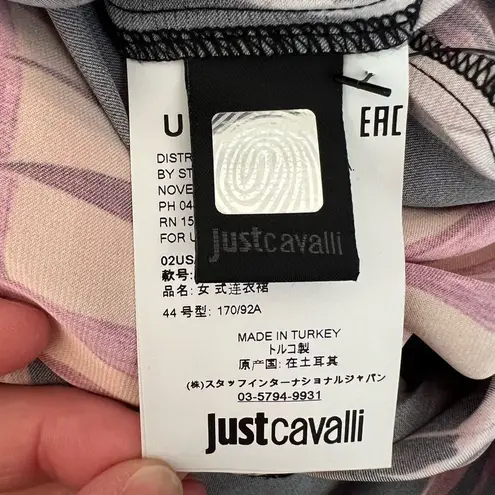 U
EAC
DISTR
BY ST
NOVE
PH 04
RN 15
FOR U
justcavalli
02US
款号:
品名: 女 式连衣裙
44 号型: 170/92A
MADE IN TURKEY
トルコ製
原产国: 在土耳其
(株)スタッフインターナショナルジャパン
03-5794-9931
justcavalli